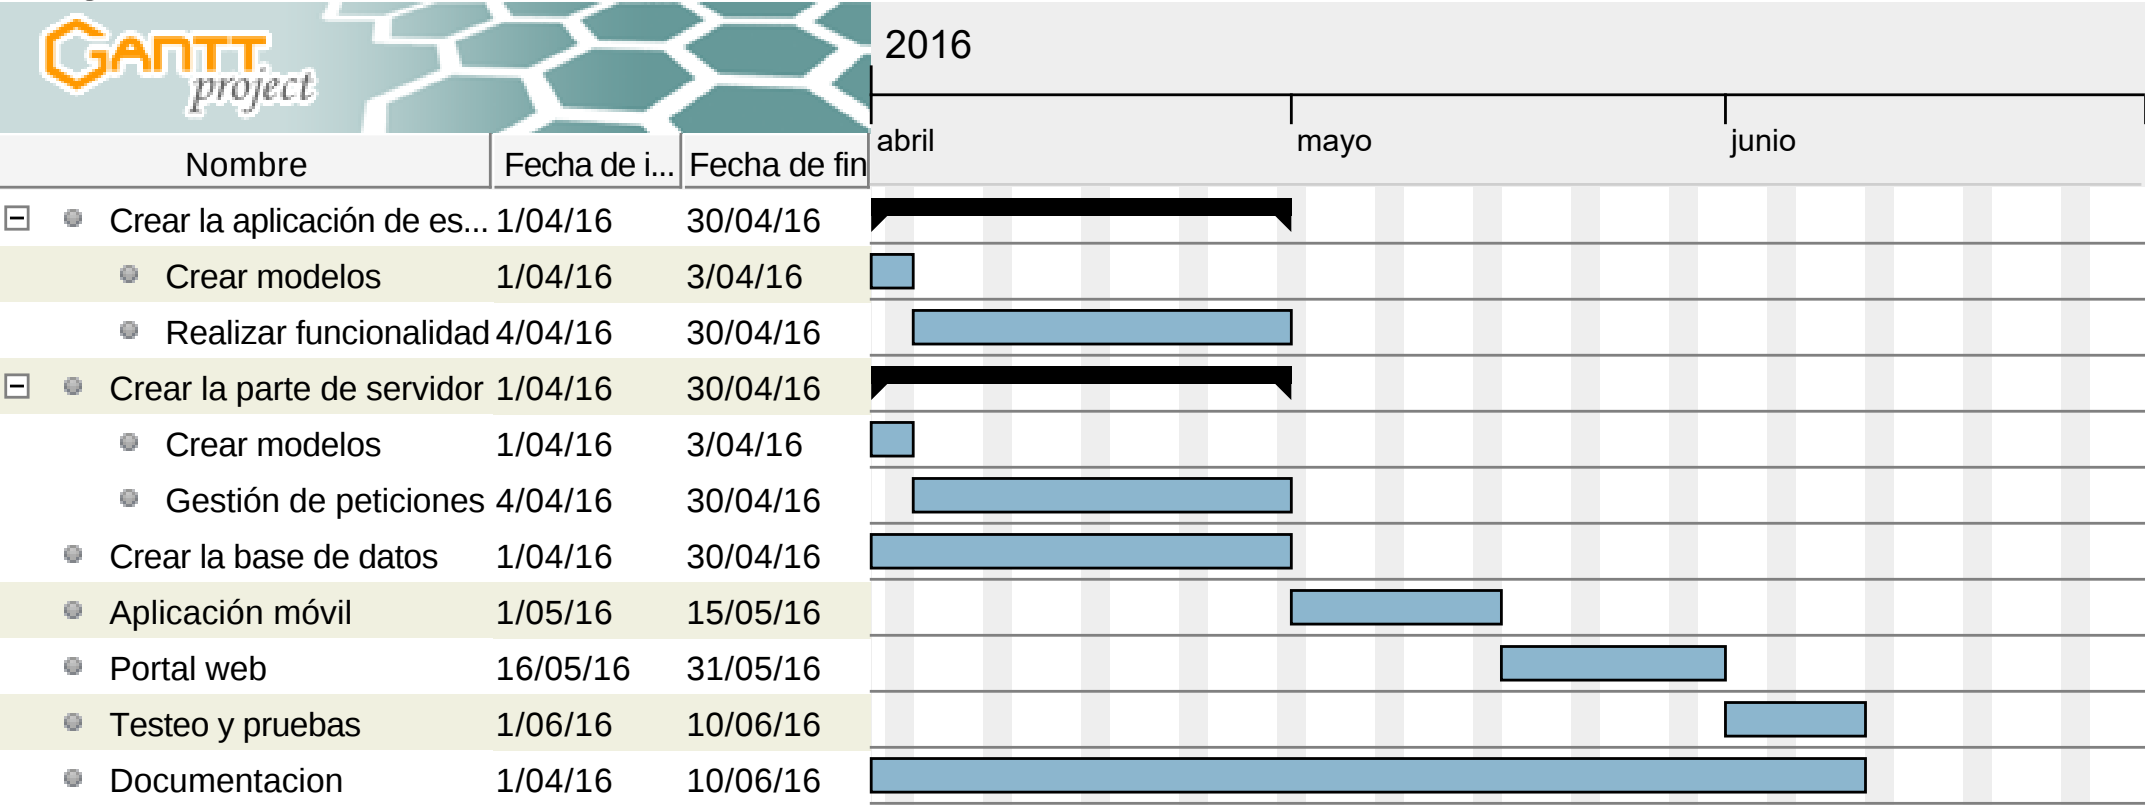 GANTT
project
2016
abril mayo junio
Nombre Fecha de i... Fecha de fin
Crear la aplicación de es... 1/04/16 30/04/16
Crear modelos 1/04/16 3/04/16
Realizar funcionalidad 4/04/16 30/04/16
Crear la parte de servidor 1/04/16 30/04/16
Crear modelos 1/04/16 3/04/16
Gestión de peticiones 4/04/16 30/04/16
Crear la base de datos 1/04/16 30/04/16
Aplicación móvil 1/05/16 15/05/16
Portal web 16/05/16 31/05/16
Testeo y pruebas 1/06/16 10/06/16
Documentacion 1/04/16 10/06/16